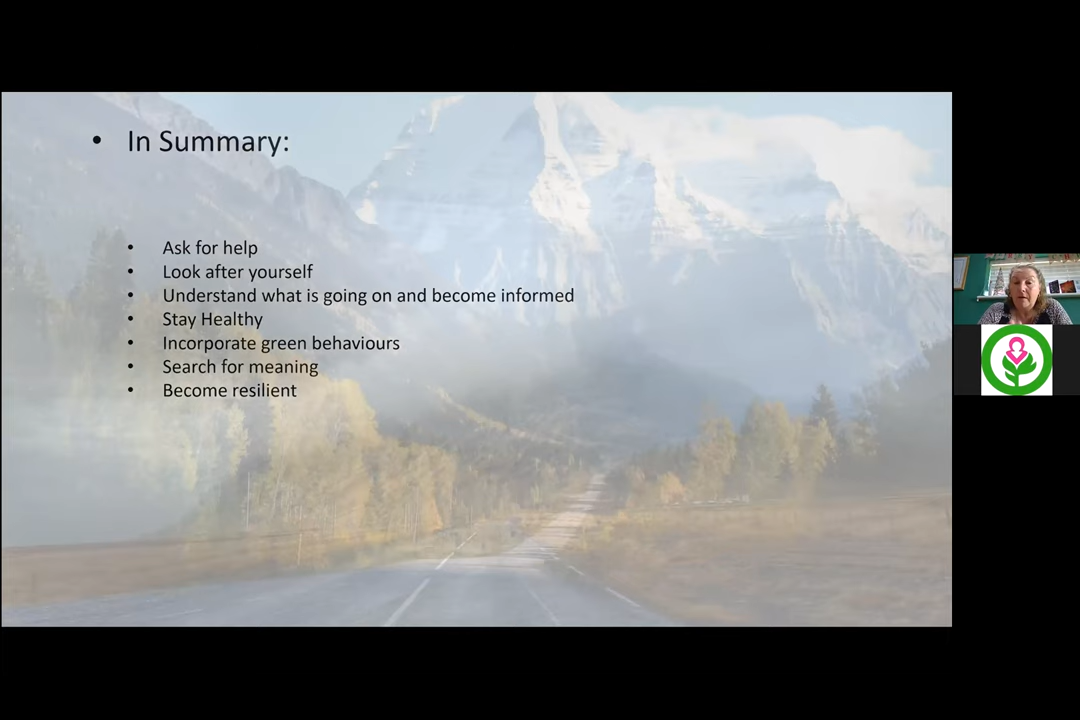 In Summary:
Ask for help
Look after yourself
Understand what is going on and become informed
Stay Healthy
Incorporate green behaviours
Search for meaning
Become resilient